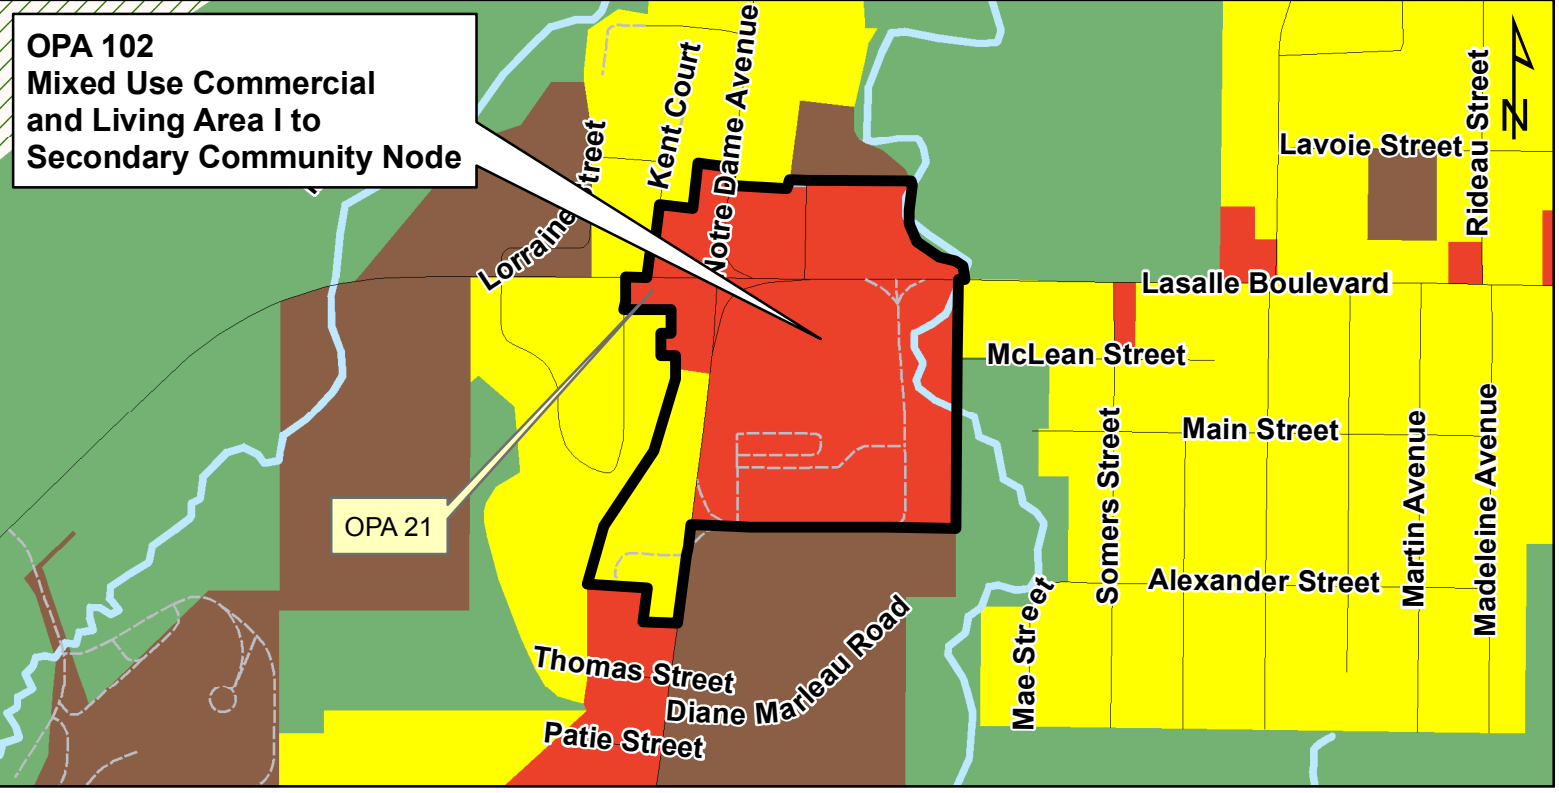 OPA 102
Mixed Use Commercial
and Living Area I to
Secondary Community Node
Kent Court
Notre Dame Avenue
Lorraine Street
Lavoie Street
Rideau Street
N
Lasalle Boulevard
McLean Street
Main Street
Somers Street
Martin Avenue
Madeleine Avenue
OPA 21
Alexander Street
Mae Street
Thomas Street
Diane Marleau Road
Patie Street